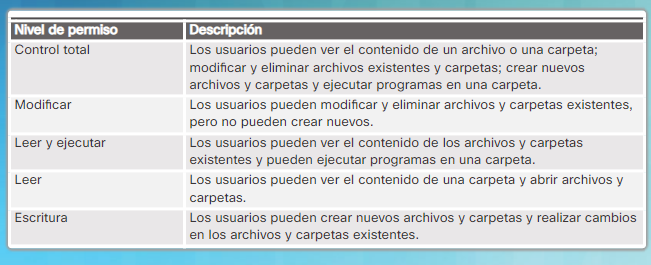 Nivel de permiso Descripción
Control total Los usuarios pueden ver el contenido de un archivo o una carpeta;
modificar y eliminar archivos existentes y carpetas; crear nuevos
archivos y carpetas y ejecutar programas en una carpeta.
Modificar Los usuarios pueden modificar y eliminar archivos y carpetas existentes,
pero no pueden crear nuevos.
Leer y ejecutar Los usuarios pueden ver el contenido de los archivos y carpetas
existentes y pueden ejecutar programas en una carpeta.
Leer Los usuarios pueden ver el contenido de una carpeta y abrir archivos y
carpetas.
Escritura Los usuarios pueden crear nuevos archivos y carpetas y realizar cambios
en los archivos y carpetas existentes.